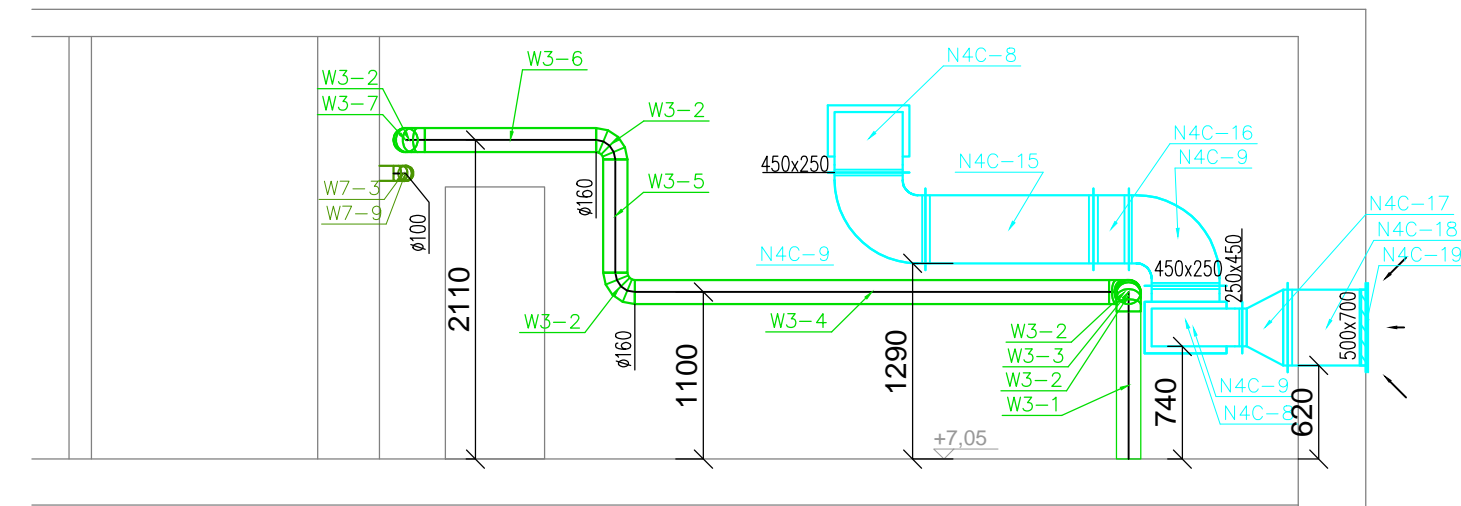 N4C-8
W3-6
W3-2
W3-7
W3-2
N4C-16
N4C-9
450x250
N4C-15
W3-5
W7-3
W7-9
ø160
ø100
N4C-17
N4C-18
N4C-19
N4C-9
450x250
250x450
2110
W3-2
ø160
W3-4
1100
1290
W3-2
W3-3
W3-2
W3-1
500x700
N4C-9
N4C-8
740
620
+7,05